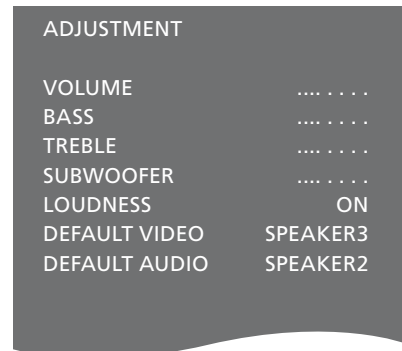 ADJUSTMENT
VOLUME .... . . . .
BASS .... . . . .
TREBLE .... . . . .
SUBWOOFER .... . . . .
LOUDNESS ON
DEFAULT VIDEO SPEAKER3
DEFAULT AUDIO SPEAKER2